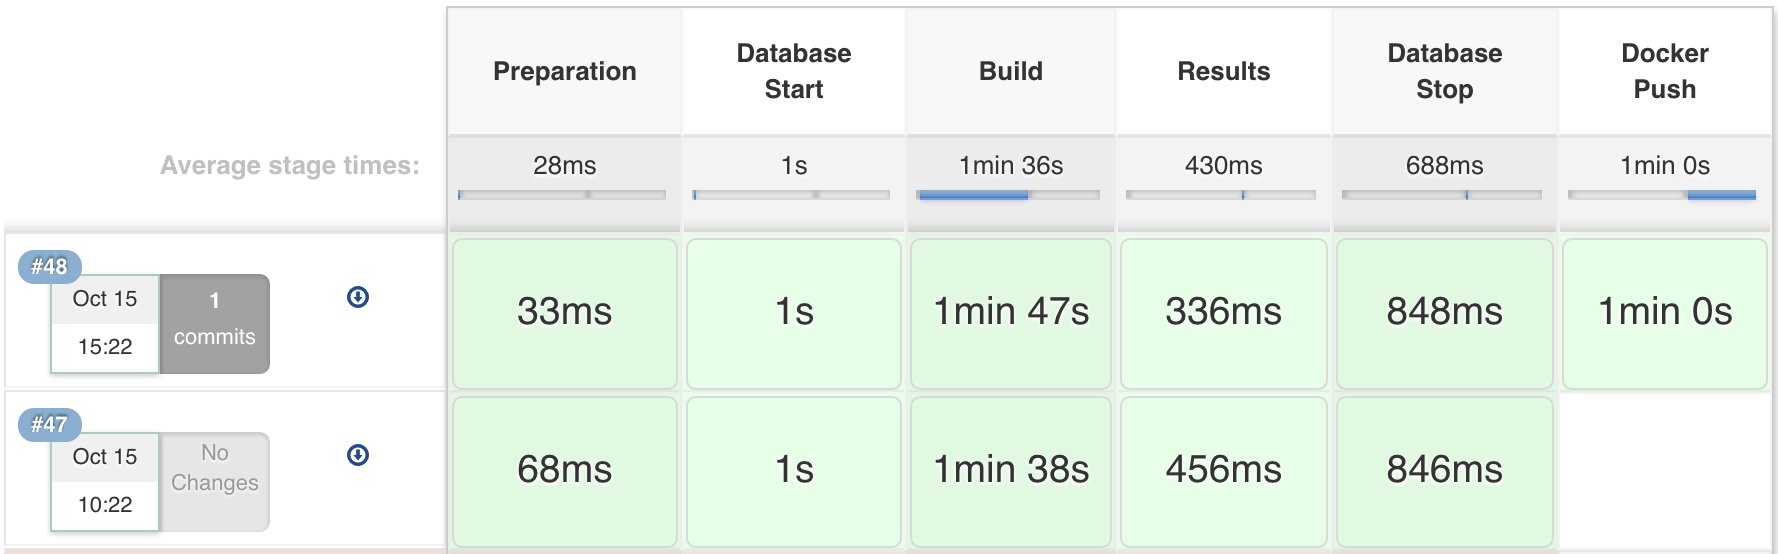 Preparation
Database
Start
Build
Results
Database
Stop
Docker
Push
Average stage times:
28ms
1s
1min 36s
430ms
688ms
1min 0s
#48
Oct 15
15:22
1
commits
33ms
1s
1min 47s
336ms
848ms
1min 0s
#47
Oct 15
10:22
No
Changes
68ms
1s
1min 38s
456ms
846ms